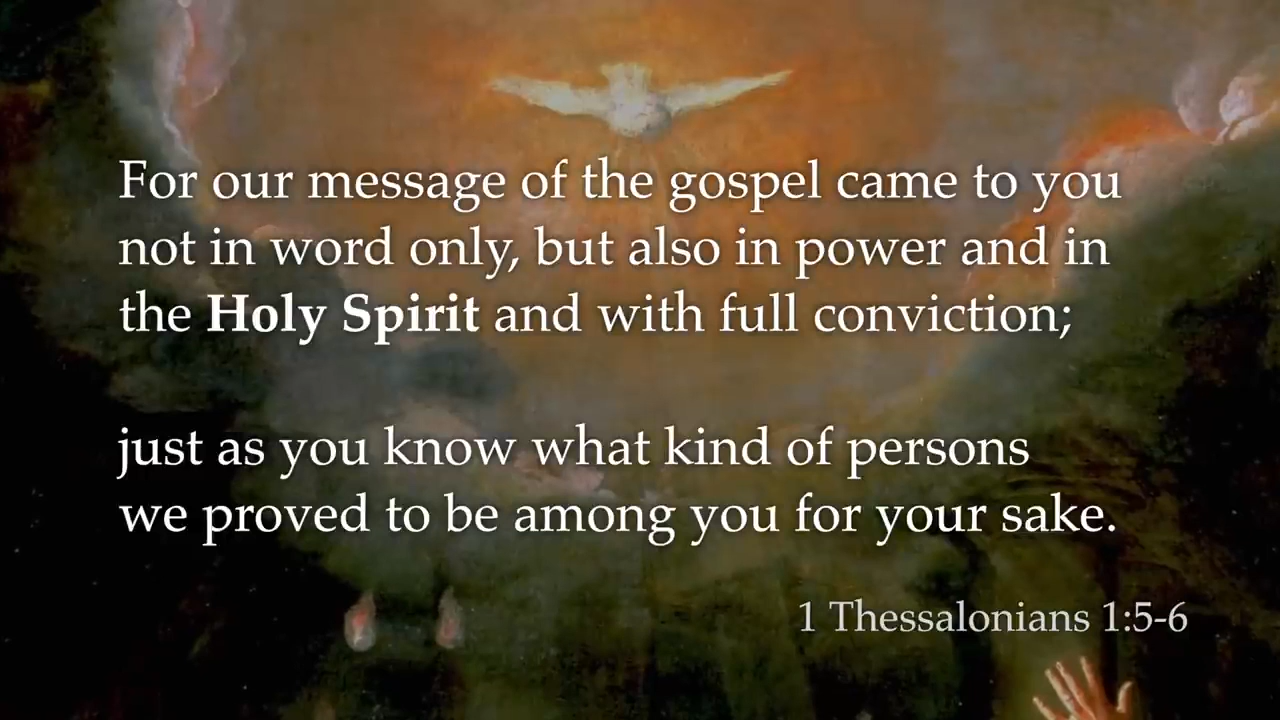 For our message of the gospel came to you
not in word only, but also in power and in
the Holy Spirit and with full conviction;
just as you know what kind of persons
we proved to be among you for your sake.
1 Thessalonians 1:5-6